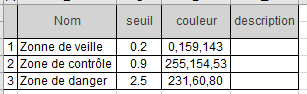 Nom seuil couleur description
1 Zonne de veille 0.2 0,159,143
2 Zone de contrôle 0.9 255,154,53
3 Zone de danger 2.5 231,60,80